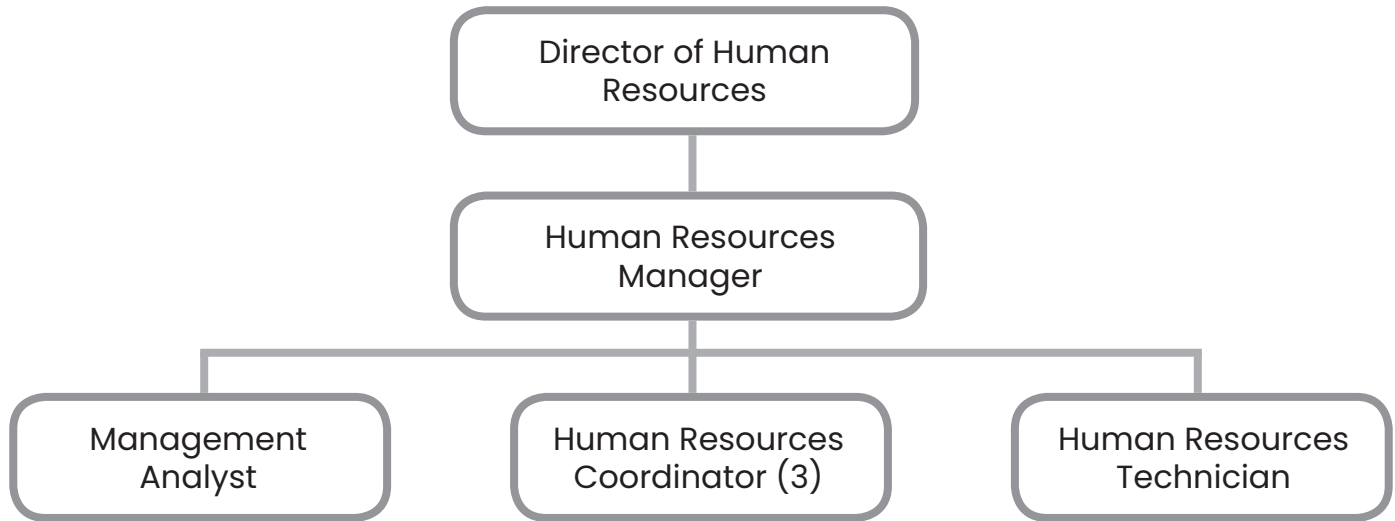 Director of Human
Resources
Human Resources
Manager
Management
Analyst
Human Resources
Coordinator (3)
Human Resources
Technician